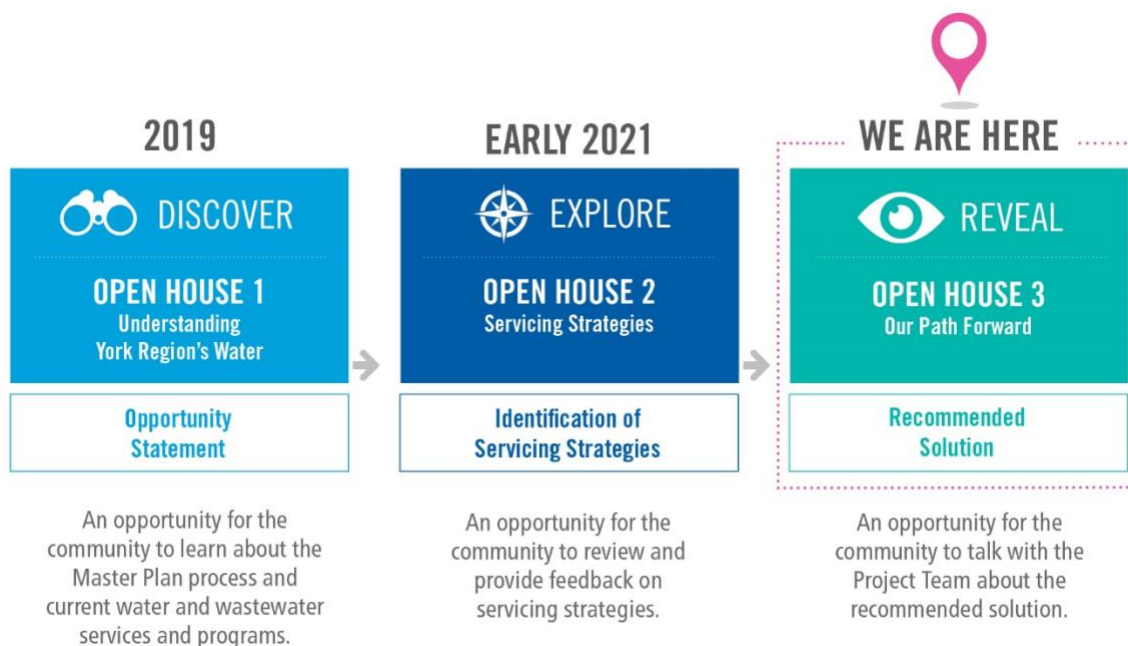 2019
DISCOVER
OPEN HOUSE 1
Understanding
York Region's Water
Opportunity
Statement
An opportunity for the
community to learn about the
Master Plan process and
current water and wastewater
services and programs.
EARLY 2021
EXPLORE
OPEN HOUSE 2
Servicing Strategies
Identification of
Servicing Strategies
An opportunity for the
community to review and
provide feedback on
servicing strategies.
WE ARE HERE
REVEAL
OPEN HOUSE 3
Our Path Forward
Recommended
Solution
An opportunity for the
community to talk with the
Project Team about the
recommended solution.